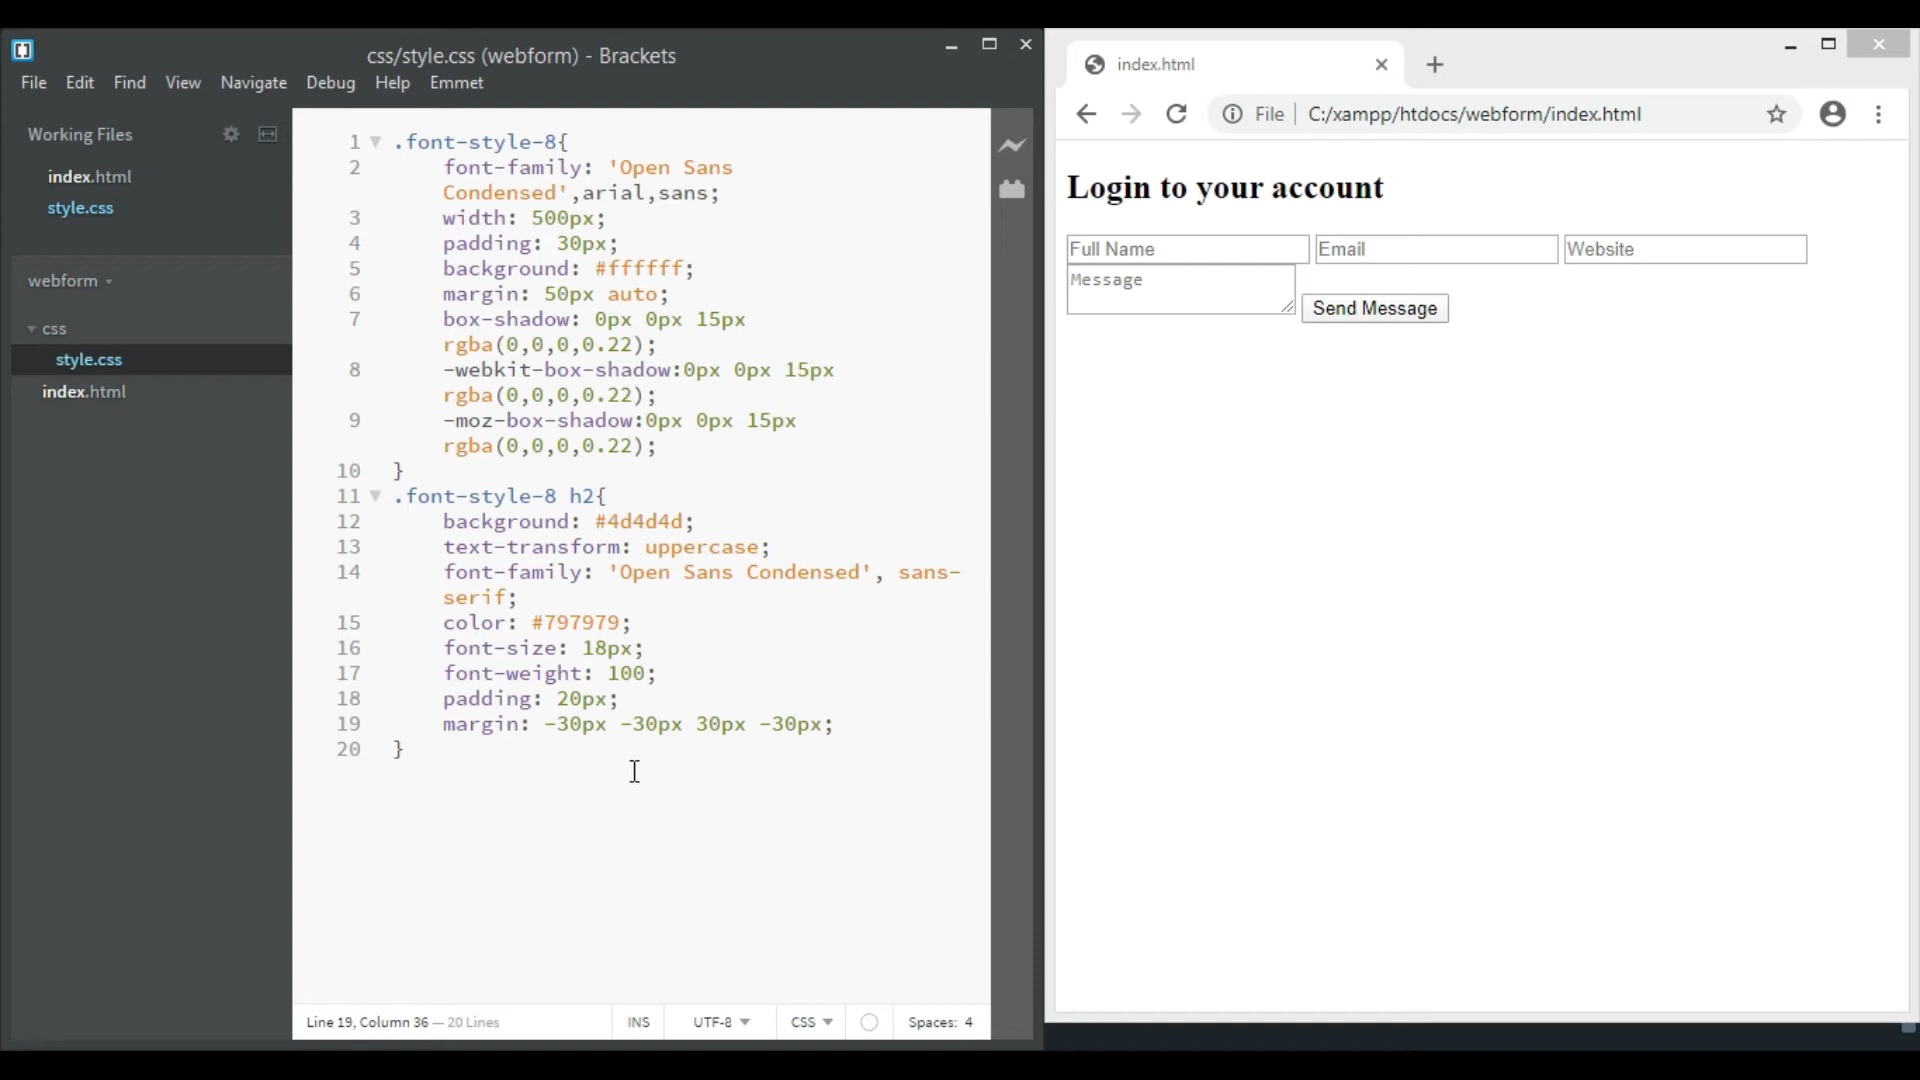 css/style.css (webform) - Brackets
File Edit Find View Navigate Debug Help Emmet
Working Files
index.html
style.css
webform
css
style.css
index.html
1 .font-style-8{
2 font-family: 'Open Sans
Condensed',arial,sans;
3 width: 500px;
4 padding: 30px;
5 background: #ffffff;
6 margin: 50px auto;
7 box-shadow: 0px 0px 15px
rgba(0,0,0,0.22);
8 -webkit-box-shadow:0px 0px 15px
rgba(0,0,0,0.22);
9 -moz-box-shadow:0px 0px 15px
rgba(0,0,0,0.22);
10 }
11 .font-style-8 h2{
12 background: #4d4d4d;
13 text-transform: uppercase;
14 font-family: 'Open Sans Condensed', sans-
serif;
15 color: #797979;
16 font-size: 18px;
17 font-weight: 100;
18 padding: 20px;
19 margin: -30px -30px 30px -30px;
20 }
Line 19, Column 36 — 20 Lines INS UTF-8 CSS Spaces: 4
index.html
File C:/xampp/htdocs/webform/index.html
Login to your account
Full Name Email Website
Message
Send Message